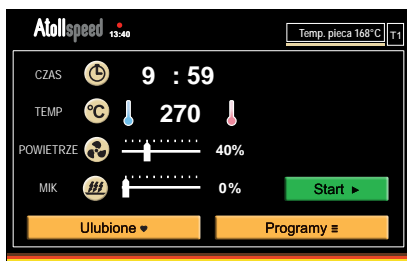 Atollspeed 13:40 Temp. pieca 168°C T1
CZAS 9 : 59
TEMP °C 270
POWIETRZE 40%
MIK 0%
Start ►
Ulubione ♥ Programy ≡